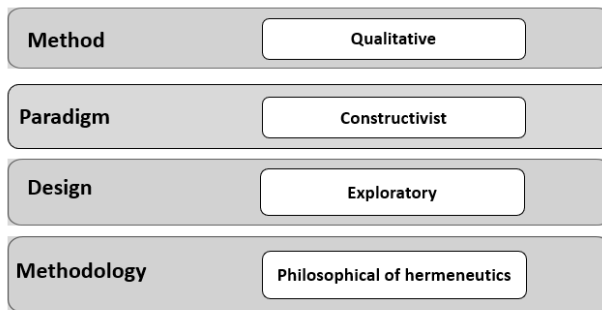 Method
Qualitative
Paradigm
Constructivist
Design
Exploratory
Methodology
Philosophical of hermeneutics